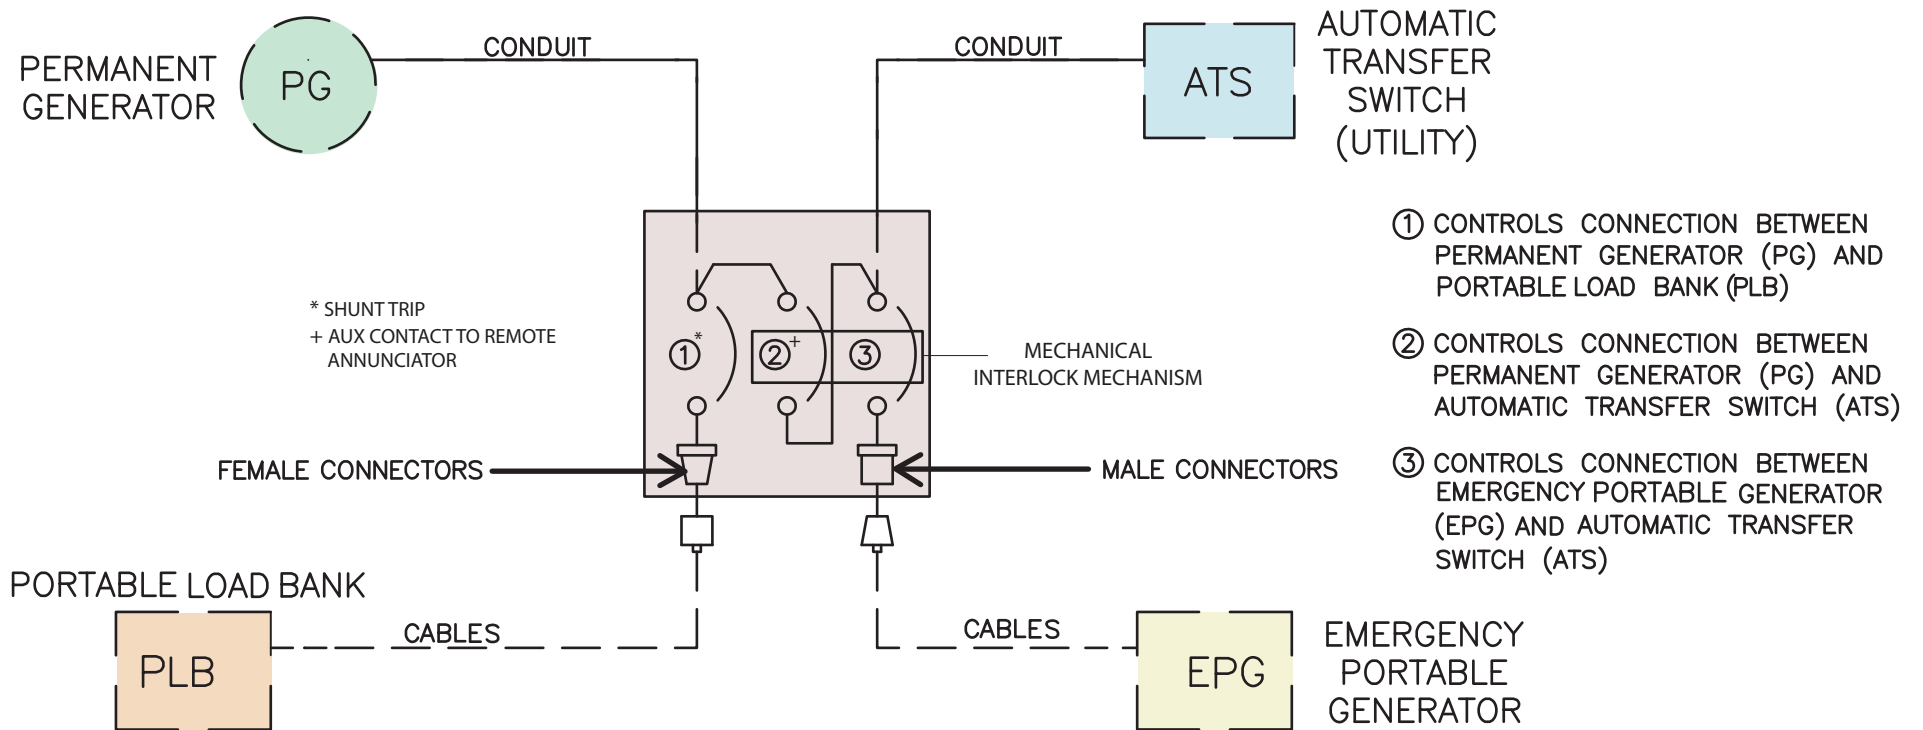 PERMANENT
GENERATOR
PG
CONDUIT
CONDUIT
ATS
AUTOMATIC
TRANSFER
SWITCH
(UTILITY)
* SHUNT TRIP
+ AUX CONTACT TO REMOTE
ANNUNCIATOR
1*
2+
3
MECHANICAL
INTERLOCK MECHANISM
1 CONTROLS CONNECTION BETWEEN
PERMANENT GENERATOR (PG) AND
PORTABLE LOAD BANK (PLB)
2 CONTROLS CONNECTION BETWEEN
PERMANENT GENERATOR (PG) AND
AUTOMATIC TRANSFER SWITCH (ATS)
3 CONTROLS CONNECTION BETWEEN
EMERGENCY PORTABLE GENERATOR
(EPG) AND AUTOMATIC TRANSFER
SWITCH (ATS)
FEMALE CONNECTORS
MALE CONNECTORS
PORTABLE LOAD BANK
PLB
CABLES
CABLES
EPG
EMERGENCY
PORTABLE
GENERATOR